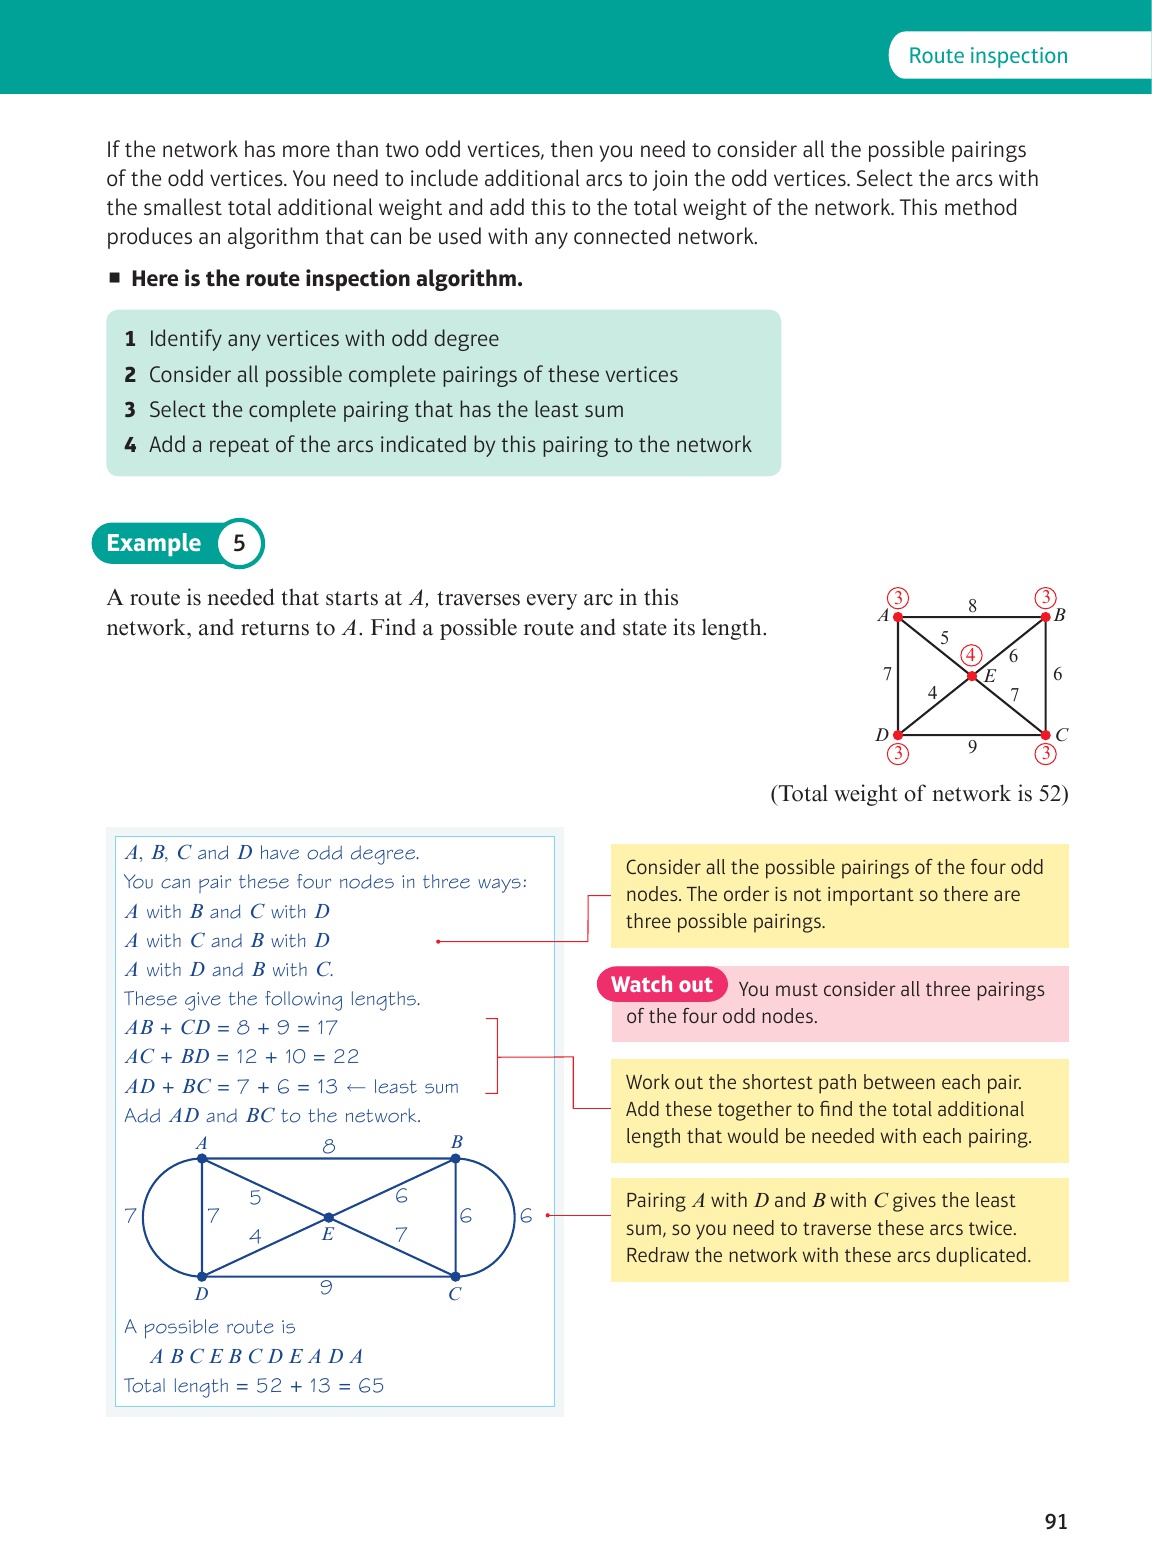 Route inspection
If the network has more than two odd vertices, then you need to consider all the possible pairings
of the odd vertices. You need to include additional arcs to join the odd vertices. Select the arcs with
the smallest total additional weight and add this to the total weight of the network. This method
produces an algorithm that can be used with any connected network.
■ Here is the route inspection algorithm.
1 Identify any vertices with odd degree
2 Consider all possible complete pairings of these vertices
3 Select the complete pairing that has the least sum
4 Add a repeat of the arcs indicated by this pairing to the network
Example 5
A route is needed that starts at A, traverses every arc in this
network, and returns to A. Find a possible route and state its length.
3 3
A 8 B
5 4 6
7 E 6
4 7
D 9 C
3 3
(Total weight of network is 52)
A, B, C and D have odd degree.
You can pair these four nodes in three ways:
A with B and C with D
A with C and B with D
A with D and B with C.
These give the following lengths.
AB + CD = 8 + 9 = 17
AC + BD = 12 + 10 = 22
AD + BC = 7 + 6 = 13 ← least sum
Add AD and BC to the network.
A 8 B
5 6
7 7 6 6
4 E 7
D 9 C
A possible route is
A B C E B C D E A D A
Total length = 52 + 13 = 65
Consider all the possible pairings of the four odd
nodes. The order is not important so there are
three possible pairings.
Watch out You must consider all three pairings
of the four odd nodes.
Work out the shortest path between each pair.
Add these together to find the total additional
length that would be needed with each pairing.
Pairing A with D and B with C gives the least
sum, so you need to traverse these arcs twice.
Redraw the network with these arcs duplicated.
91